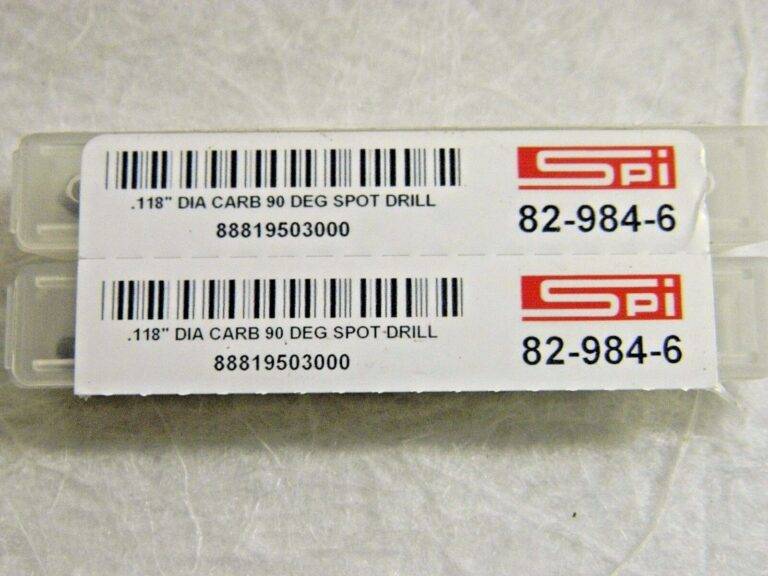 .118" DIA CARB 90 DEG SPOT DRILL
88819503000
SPi
82-984-6
.118" DIA CARB 90 DEG SPOT DRILL
88819503000
SPi
82-984-6